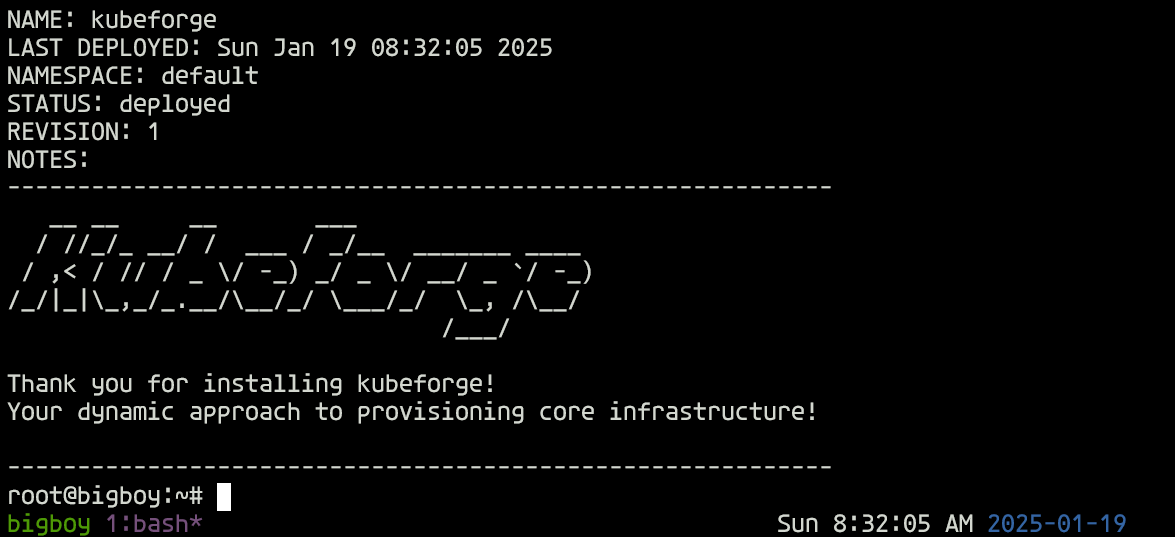 NAME: kubeforge
LAST DEPLOYED: Sun Jan 19 08:32:05 2025
NAMESPACE: default
STATUS: deployed
REVISION: 1
NOTES:
-----------------------------------------------------------
   __ __     __       ___
  / //_/_ __/ /  ___ / _/__  _______ ____
 / ,< / // / _ \/ -_) _/ _ \/ __/ _ `/ -_)
/_/|_|\_,_/_.__/\__/_/ \___/_/  \_, /\__/
                               /___/
Thank you for installing kubeforge!
Your dynamic approach to provisioning core infrastructure!
-----------------------------------------------------------
root@bigboy:~#
bigboy 1:bash* Sun 8:32:05 AM 2025-01-19